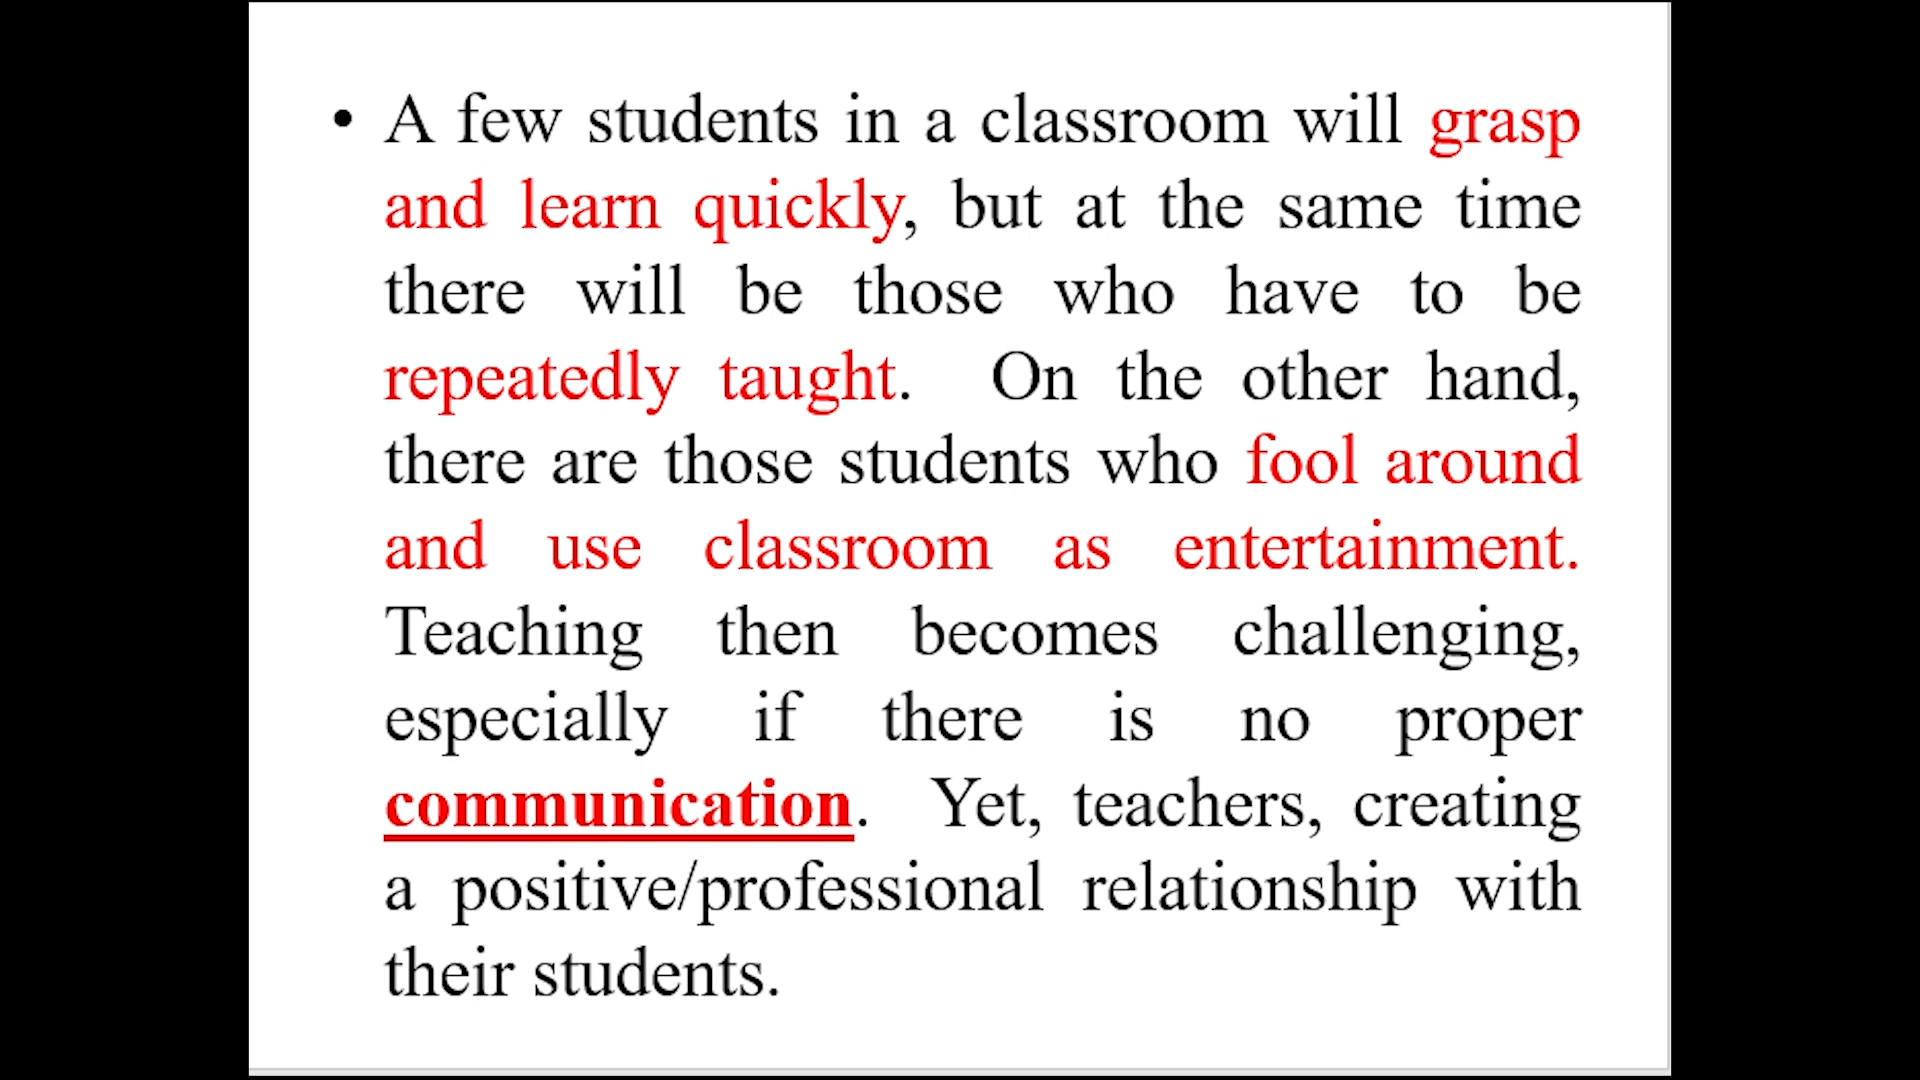 • A few students in a classroom will grasp
and learn quickly, but at the same time
there will be those who have to be
repeatedly taught. On the other hand,
there are those students who fool around
and use classroom as entertainment.
Teaching then becomes challenging,
especially if there is no proper
communication. Yet, teachers, creating
a positive/professional relationship with
their students.